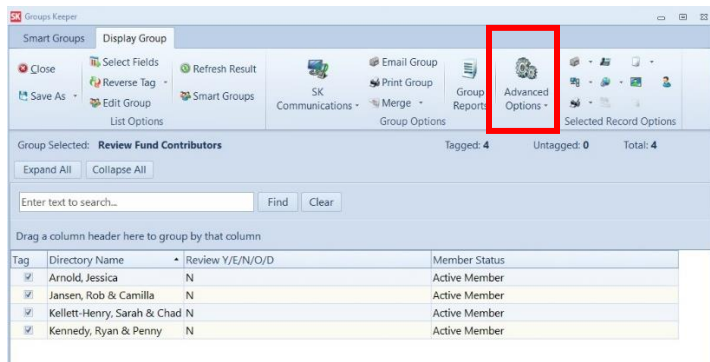 SK Groups Keeper
Smart Groups Display Group
Close Select Fields Refresh Result SK Communications Email Group Group Reports Advanced Options
Save As Reverse Tag Smart Groups Print Group
Edit Group Merge
List Options Group Options Selected Record Options
Group Selected: Review Fund Contributors Tagged: 4 Untagged: 0 Total: 4
Expand All Collapse All
Enter text to search... Find Clear
Drag a column header here to group by that column
Tag Directory Name Review Y/E/N/O/D Member Status
Arnold, Jessica N Active Member
Jansen, Rob & Camilla N Active Member
Kellett-Henry, Sarah & Chad N Active Member
Kennedy, Ryan & Penny N Active Member